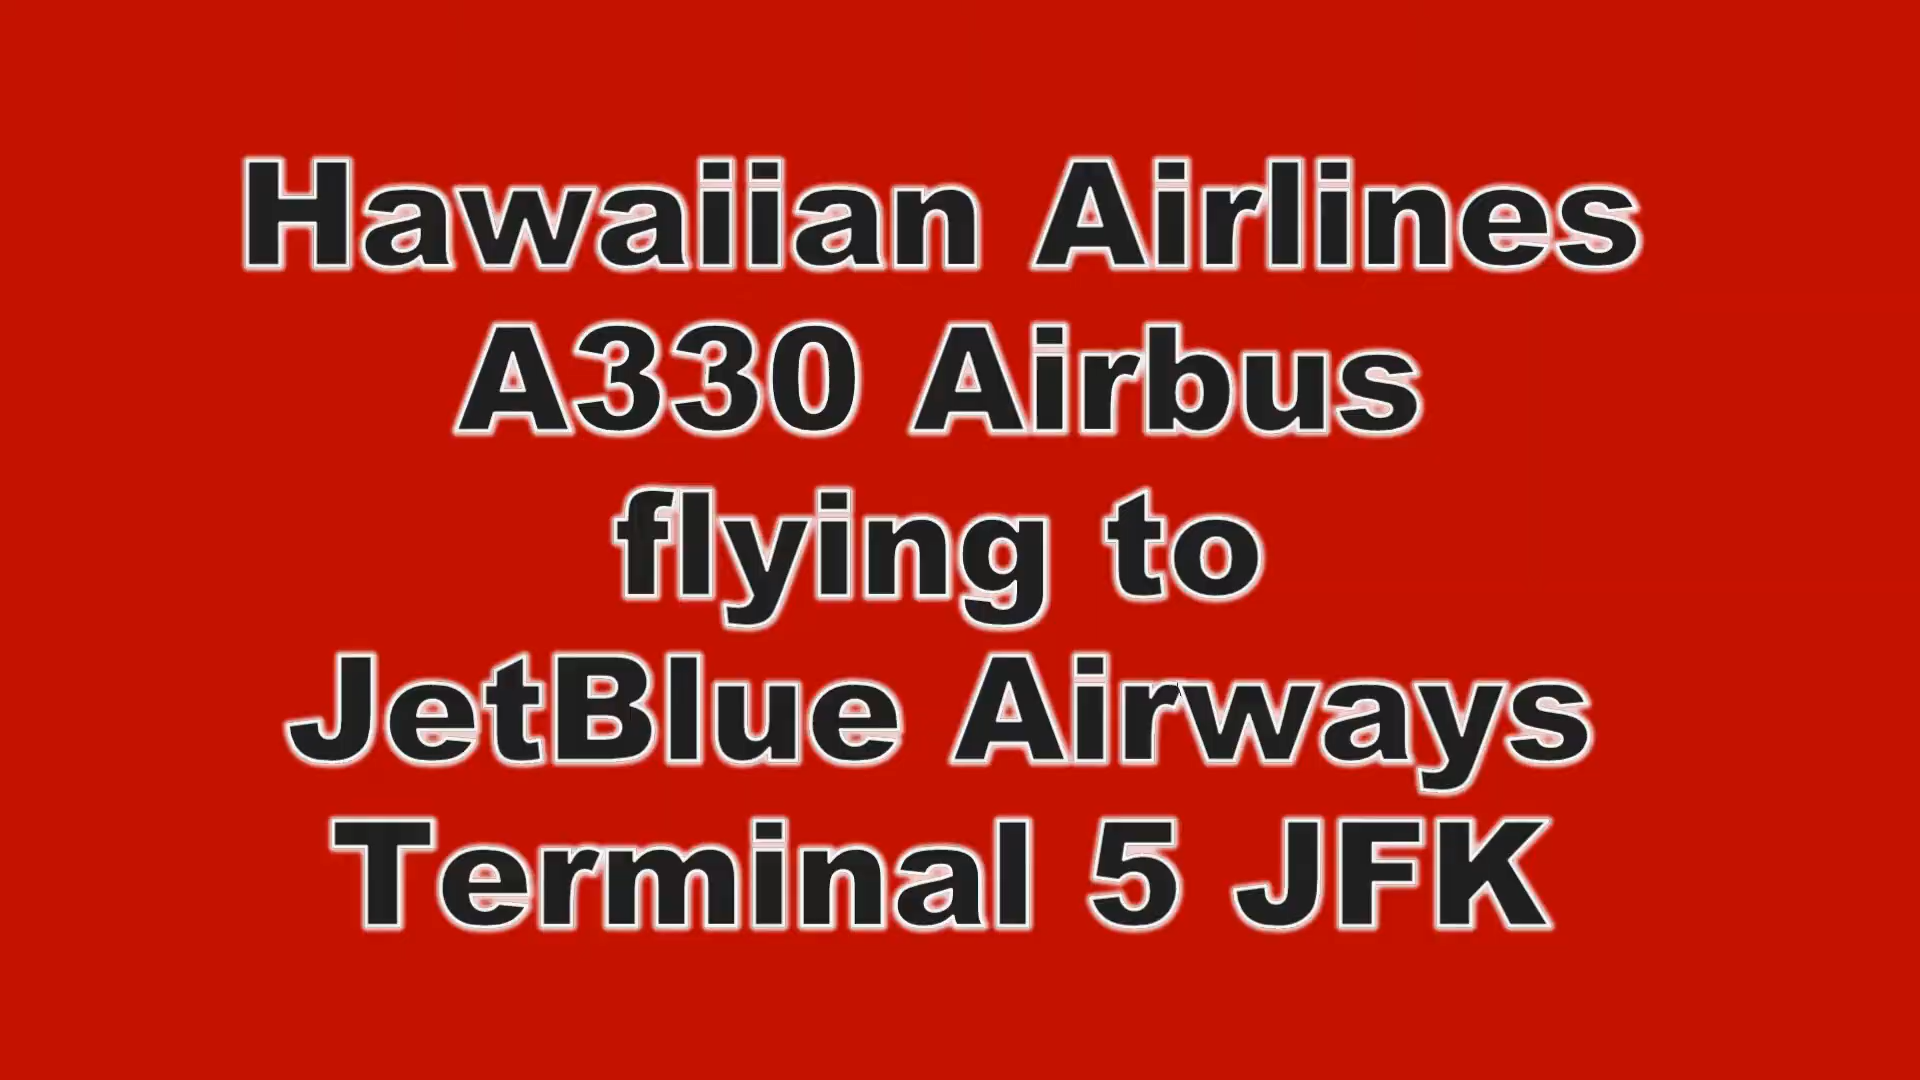 Hawaiian Airlines
A330 Airbus
flying to
JetBlue Airways
Terminal 5 JFK